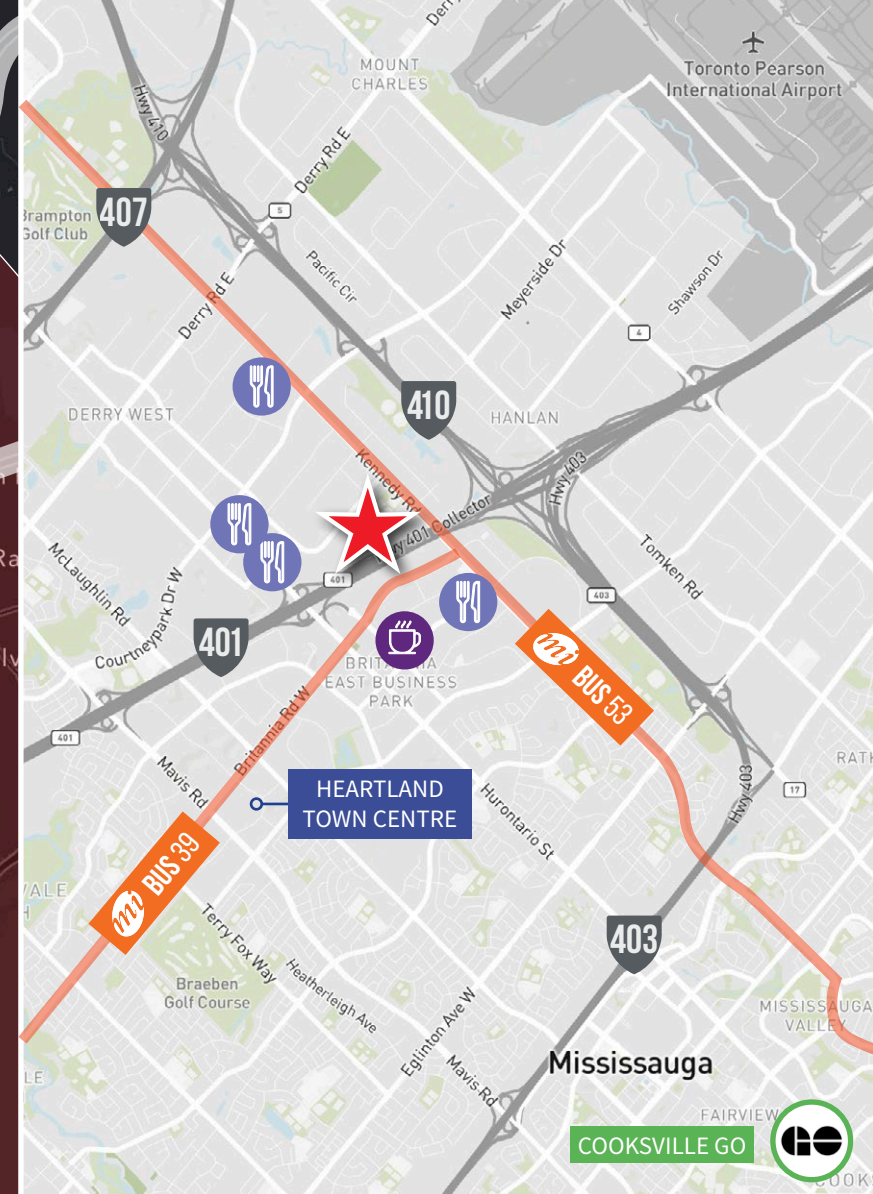 MOUNT
CHARLES
Toronto Pearson
International Airport
Hwy 410
Derry Rd E
5
407
Brampton
Golf Club
Pacific Cir
Meyerside Dr
Shawson Dr
Derry Rd E
4
410
DERRY WEST
HANLAN
Kennedy Rd
Hwy 403
401 Collector
McLaughlin Rd
Courtneypark Dr W
401
Tomken Rd
403
401
EAST BUSINESS
PARK
mi BUS 53
401
Britannia Rd W
Mavis Rd
HEARTLAND
TOWN CENTRE
Hurontario St
Hwy 403
17
mi BUS 39
Terry Fox Way
403
Braeben
Golf Course
Heatherleigh Ave
Eglinton Ave W
MISSISSAUGA
VALLEY
Mississauga
Mavis Rd
FAIRVIEW
COOKSVILLE GO
GO